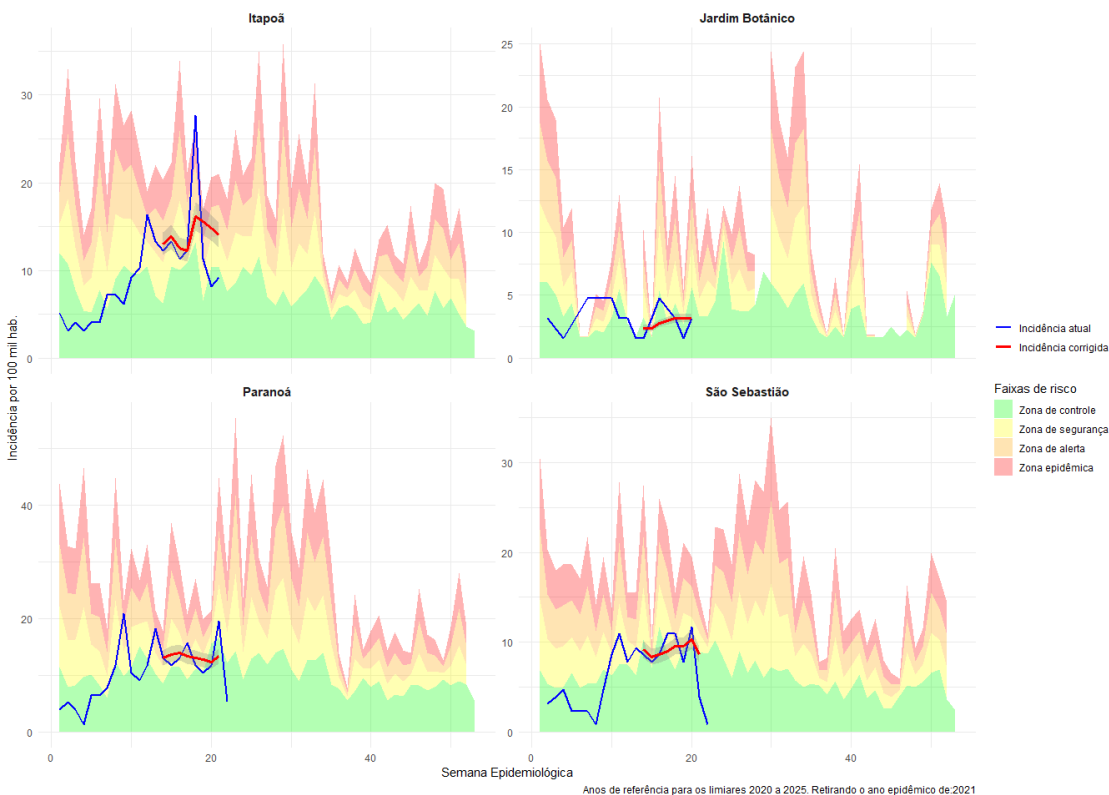 Itapoã
Jardim Botânico
30
20
10
0
25
20
15
10
5
0
Paranoá
São Sebastião
40
20
0
30
20
10
0
0 20 40
0 20 40
Incidência por 100 mil hab.
Semana Epidemiológica
Incidência atual
Incidência corrigida
Faixas de risco
Zona de controle
Zona de segurança
Zona de alerta
Zona epidêmica
Anos de referência para os limiares 2020 a 2025. Retirando o ano epidêmico de:2021